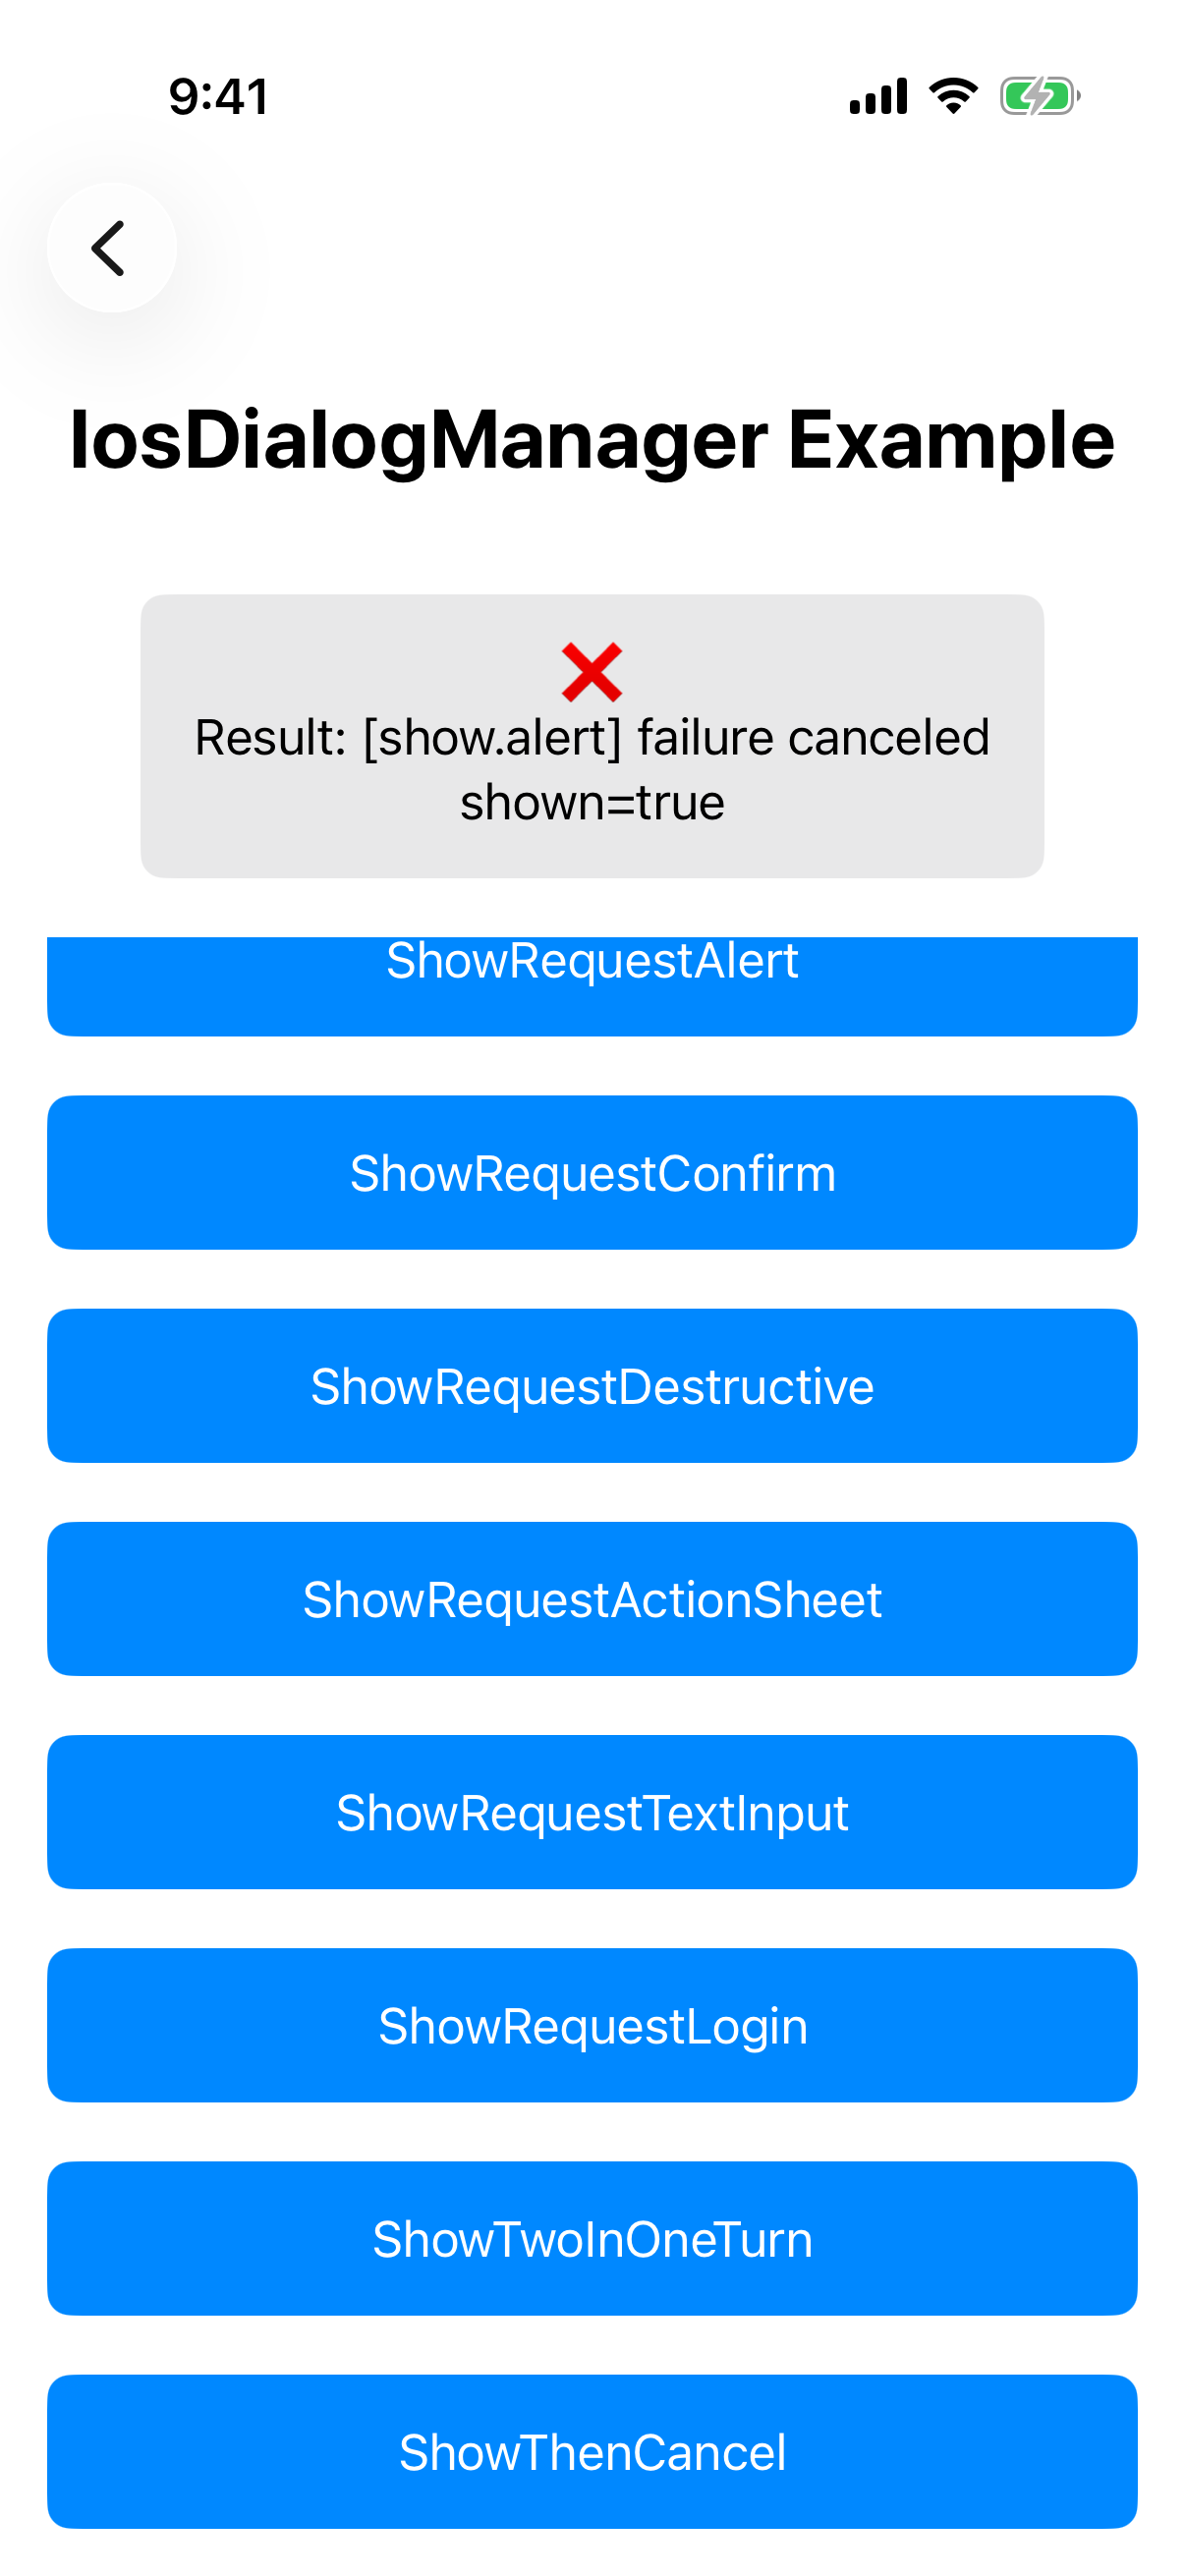 9:41
IosDialogManager Example
Result: [show.alert] failure canceled
shown=true
ShowRequestAlert
ShowRequestConfirm
ShowRequestDestructive
ShowRequestActionSheet
ShowRequestTextInput
ShowRequestLogin
ShowTwoInOneTurn
ShowThenCancel